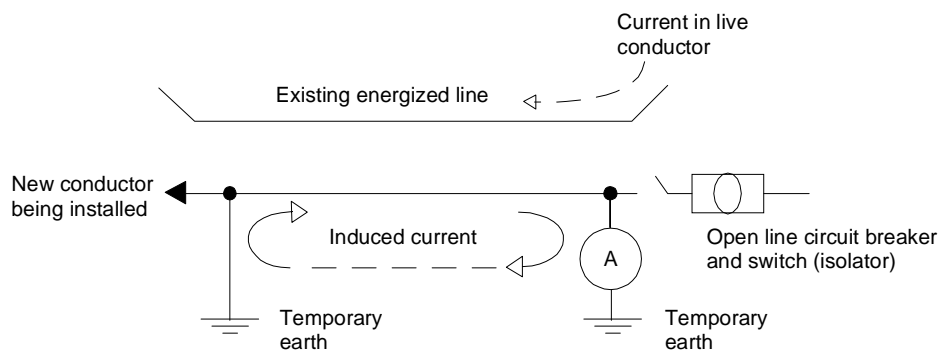 Current in live
conductor
Existing energized line
New conductor
being installed
Induced current
A
Open line circuit breaker
and switch (isolator)
Temporary
earth
Temporary
earth